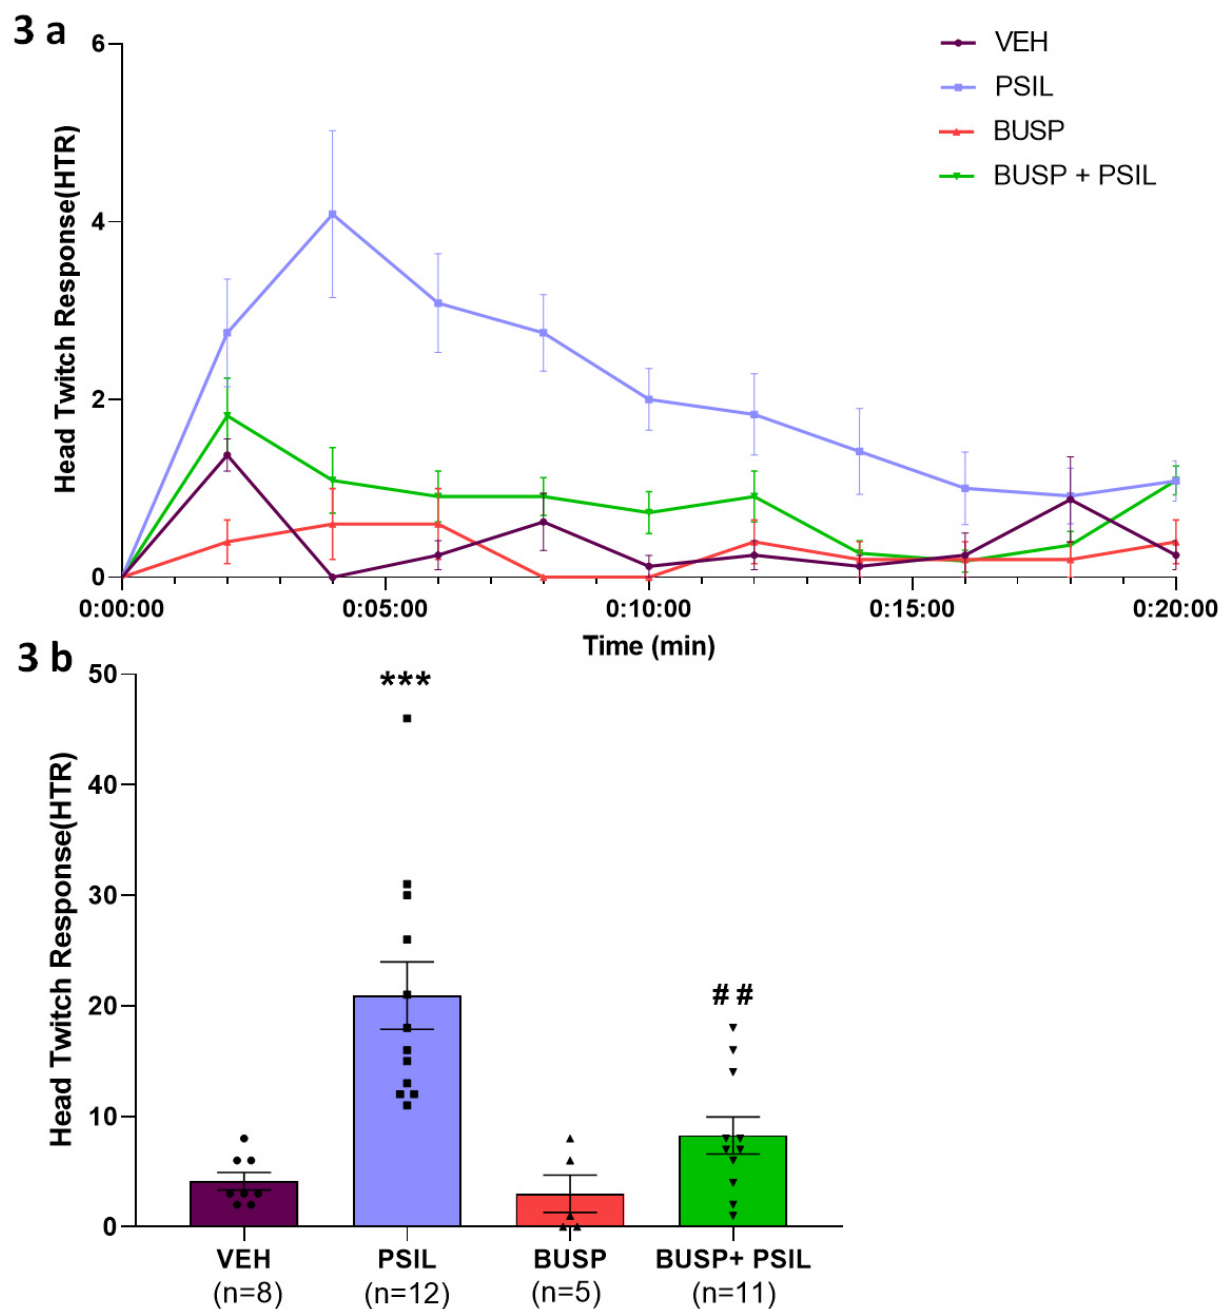 3 a
Head Twitch Response(HTR)
6
4
2
0
VEH
PSIL
BUSP
BUSP + PSIL
0:00:00 0:05:00 0:10:00 0:15:00 0:20:00
Time (min)
3 b
Head Twitch Response(HTR)
50
40
30
20
10
0
***
##
VEH PSIL BUSP BUSP+ PSIL
(n=8) (n=12) (n=5) (n=11)